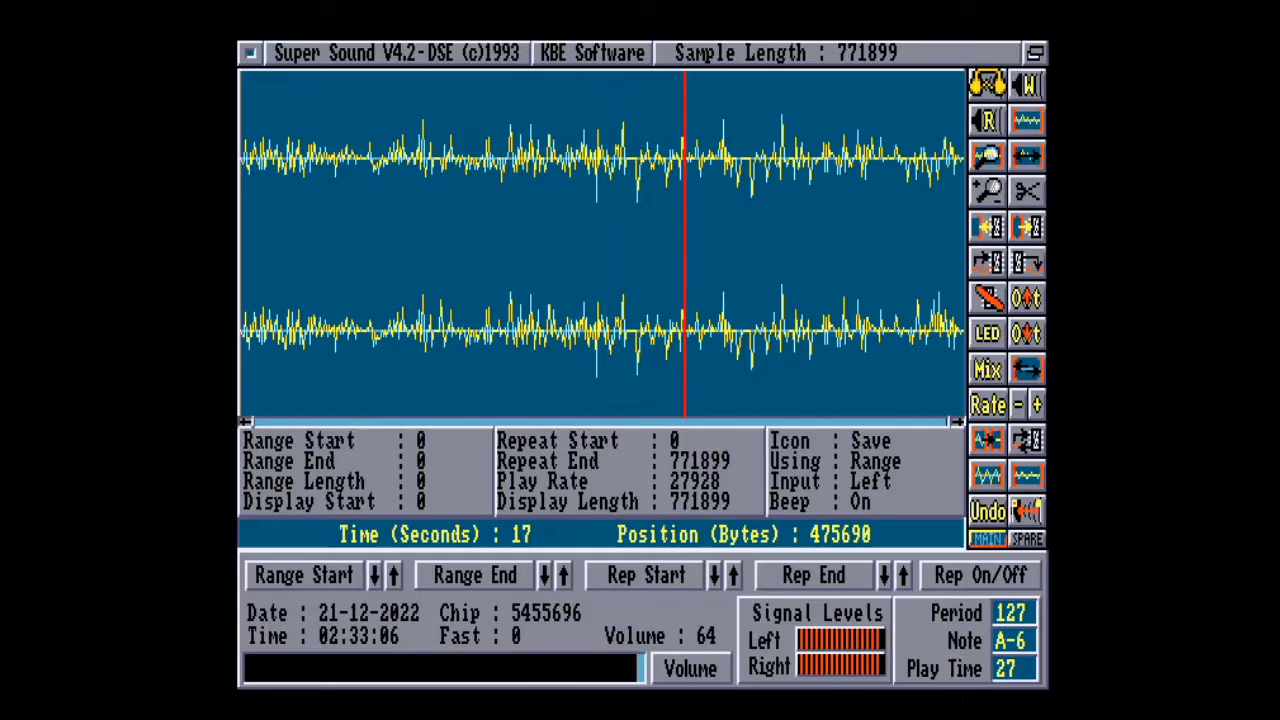 Super Sound V4.2-DSE (c)1993 KBE Software Sample Length : 771899
W
R
LED
Mix
Rate - +
Undo
MAIN SPARE
Range Start : 0 Repeat Start : 0 Icon : Save
Range End : 0 Repeat End : 771899 Using : Range
Range Length : 0 Play Rate : 27928 Input : Left
Display Start : 0 Display Length : 771899 Beep : On
Time (Seconds) : 17 Position (Bytes) : 475690
Range Start Range End Rep Start Rep End Rep On/Off
Date : 21-12-2022 Chip : 5455696 Signal Levels Period 127
Time : 02:33:06 Fast : 0 Volume : 64 Left Note A-6
Volume Right Play Time 27